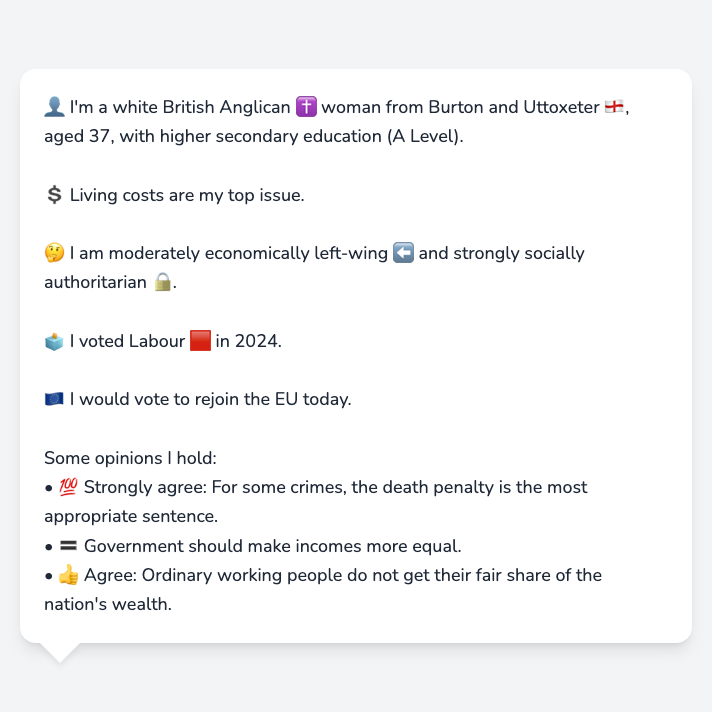 👤 I'm a white British Anglican ✝️ woman from Burton and Uttoxeter 🏴󠁧󠁢󠁥󠁮󠁧󠁿,
aged 37, with higher secondary education (A Level).
💲 Living costs are my top issue.
🤔 I am moderately economically left-wing ⬅️ and strongly socially
authoritarian 🔒.
🗳️ I voted Labour 🟥 in 2024.
🇪🇺 I would vote to rejoin the EU today.
Some opinions I hold:
• 💯 Strongly agree: For some crimes, the death penalty is the most
appropriate sentence.
• 🟰 Government should make incomes more equal.
• 👍 Agree: Ordinary working people do not get their fair share of the
nation's wealth.